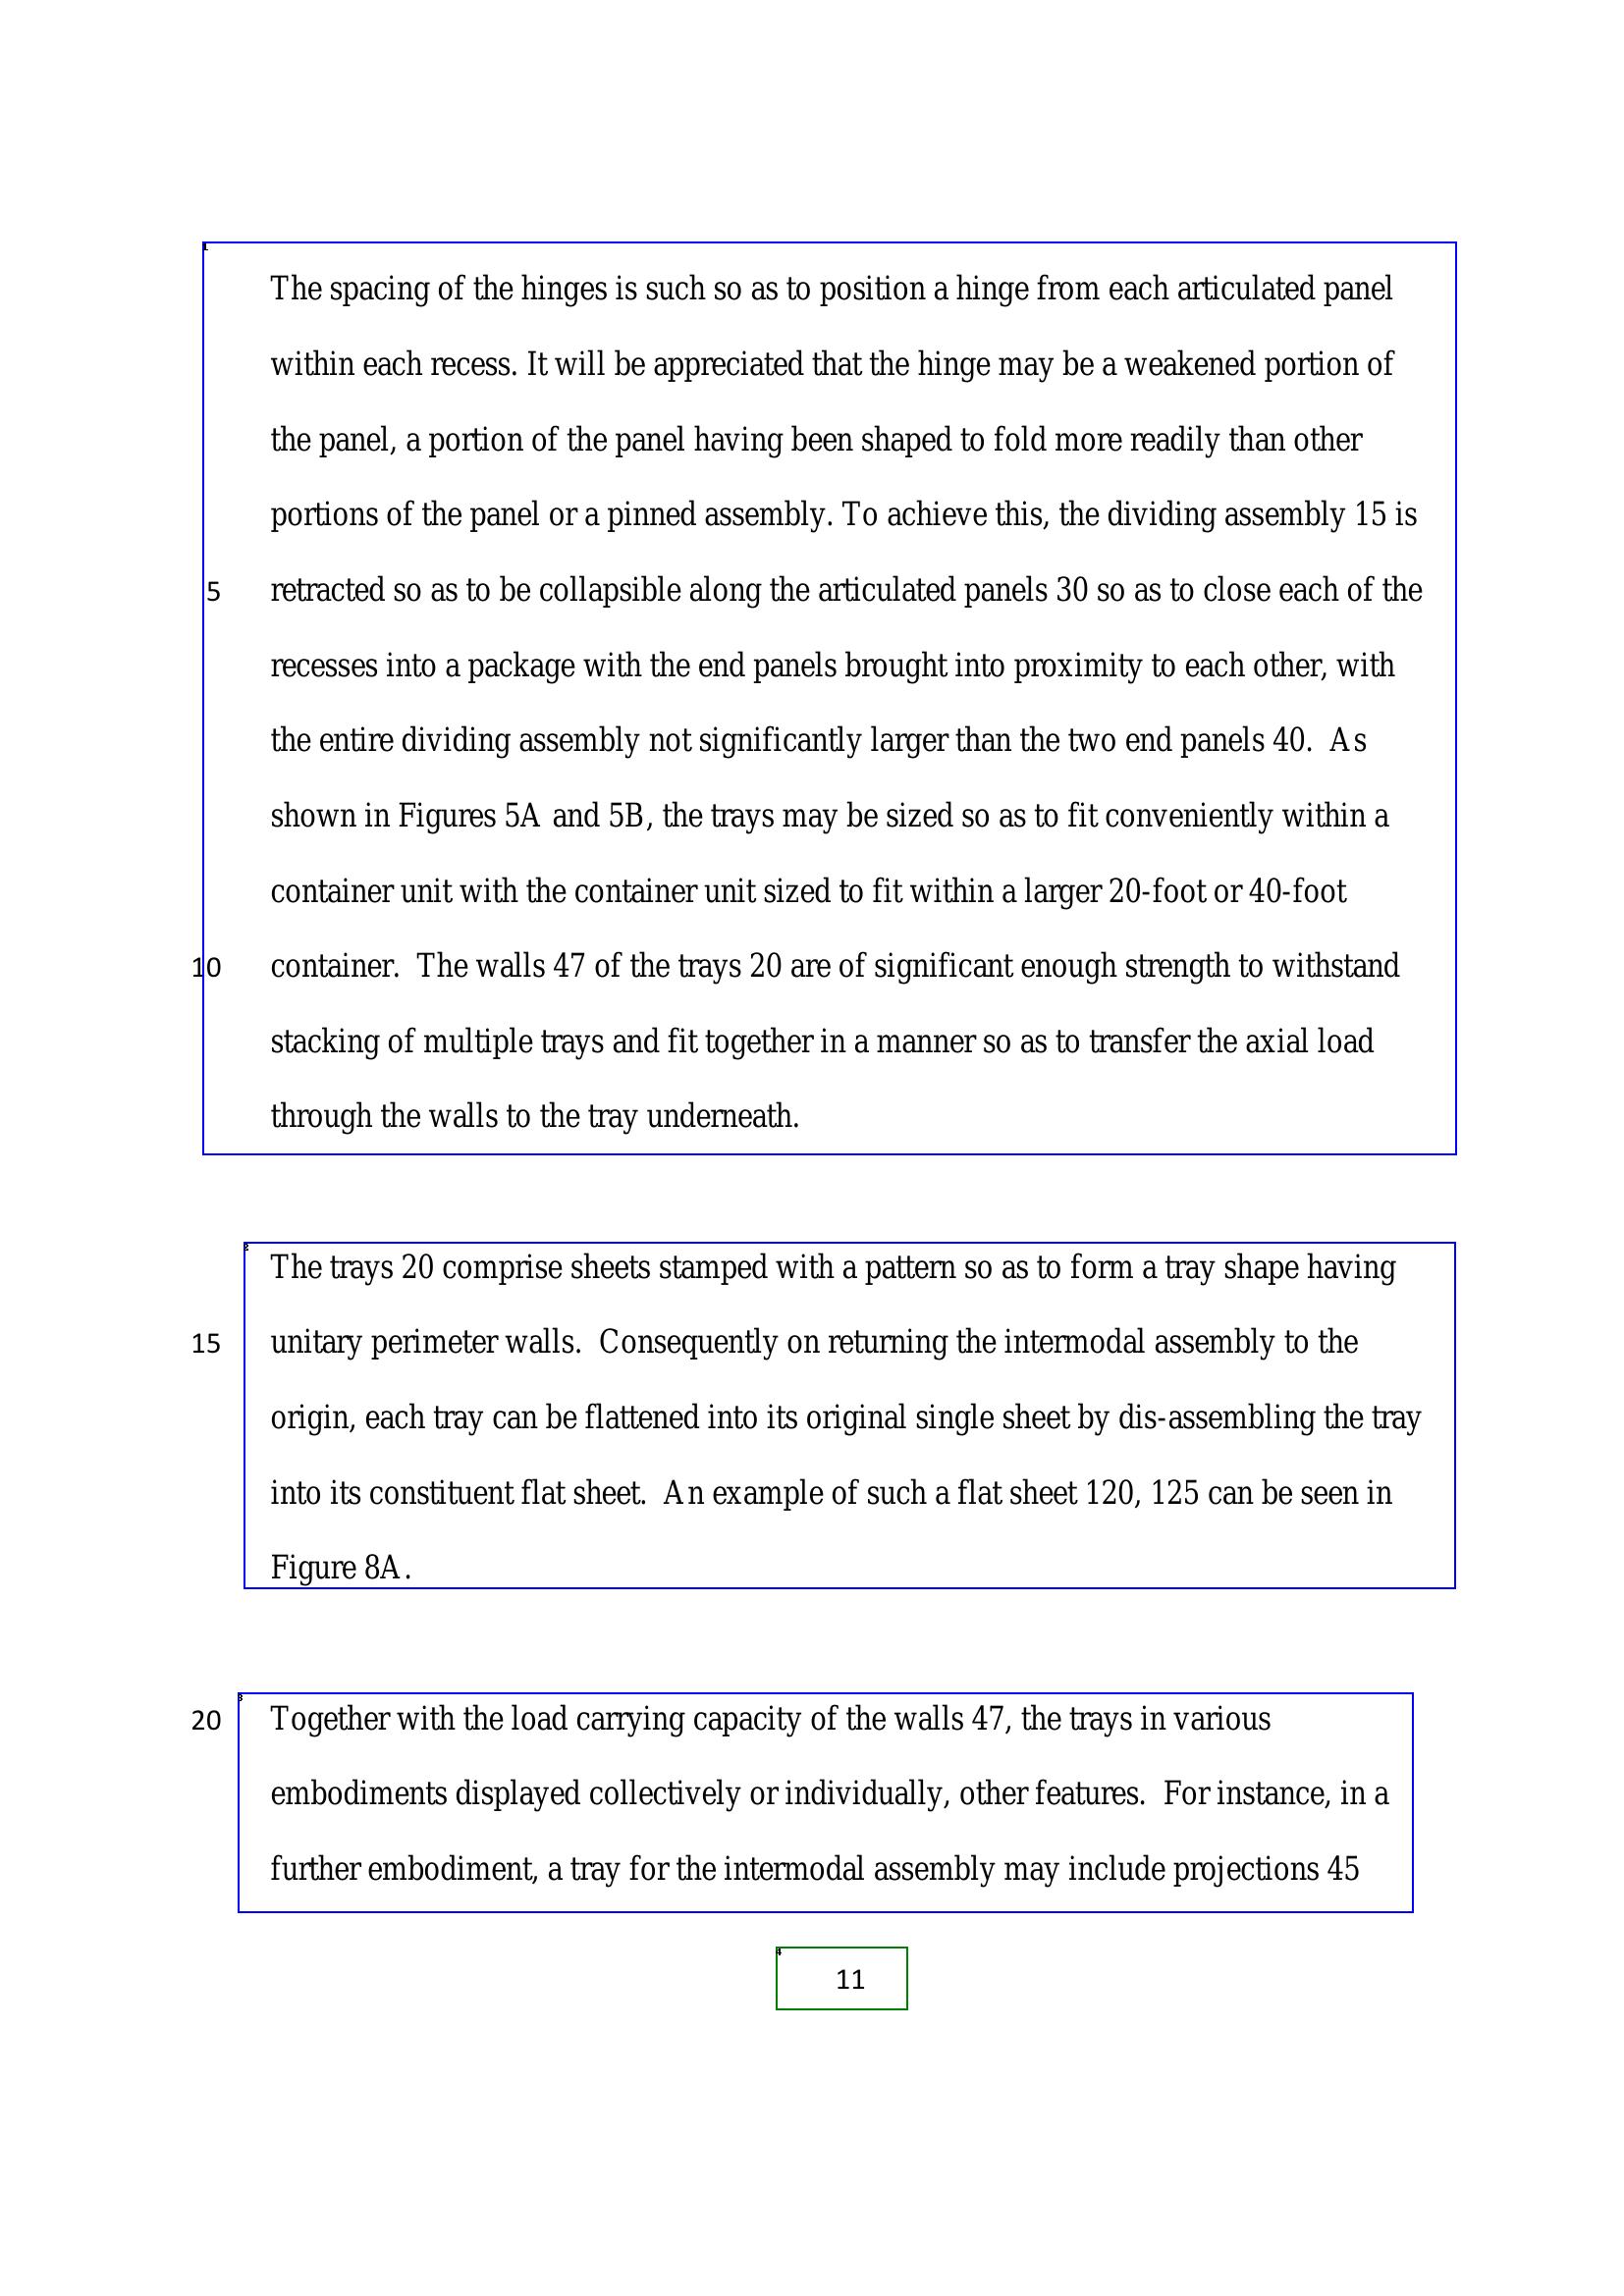 The spacing of the hinges is such so as to position a hinge from each articulated panel
within each recess. It will be appreciated that the hinge may be a weakened portion of
the panel, a portion of the panel having been shaped to fold more readily than other
portions of the panel or a pinned assembly. To achieve this, the dividing assembly 15 is
5 retracted so as to be collapsible along the articulated panels 30 so as to close each of the
recesses into a package with the end panels brought into proximity to each other, with
the entire dividing assembly not significantly larger than the two end panels 40.  As
shown in Figures 5A and 5B, the trays may be sized so as to fit conveniently within a
container unit with the container unit sized to fit within a larger 20-foot or 40-foot
10 container.  The walls 47 of the trays 20 are of significant enough strength to withstand
stacking of multiple trays and fit together in a manner so as to transfer the axial load
through the walls to the tray underneath.
The trays 20 comprise sheets stamped with a pattern so as to form a tray shape having
15 unitary perimeter walls.  Consequently on returning the intermodal assembly to the
origin, each tray can be flattened into its original single sheet by dis-assembling the tray
into its constituent flat sheet.  An example of such a flat sheet 120, 125 can be seen in
Figure 8A.
20 Together with the load carrying capacity of the walls 47, the trays in various
embodiments displayed collectively or individually, other features.  For instance, in a
further embodiment, a tray for the intermodal assembly may include projections 45
11